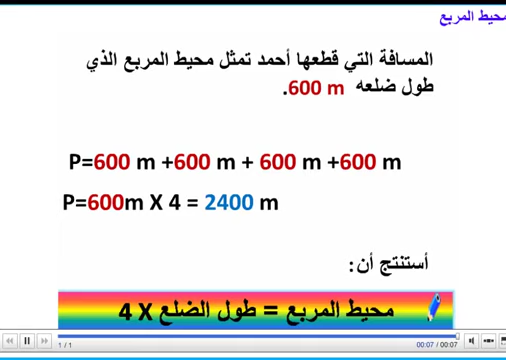 محيط المربع
المسافة التي قطعها أحمد تمثل محيط المربع الذي
طول ضلعه 600 m.
P=600 m +600 m + 600 m +600 m
P=600m X 4 = 2400 m
أستنتج أن:
محيط المربع = طول الضلع X 4
1 / 1
00:07 / 00:07